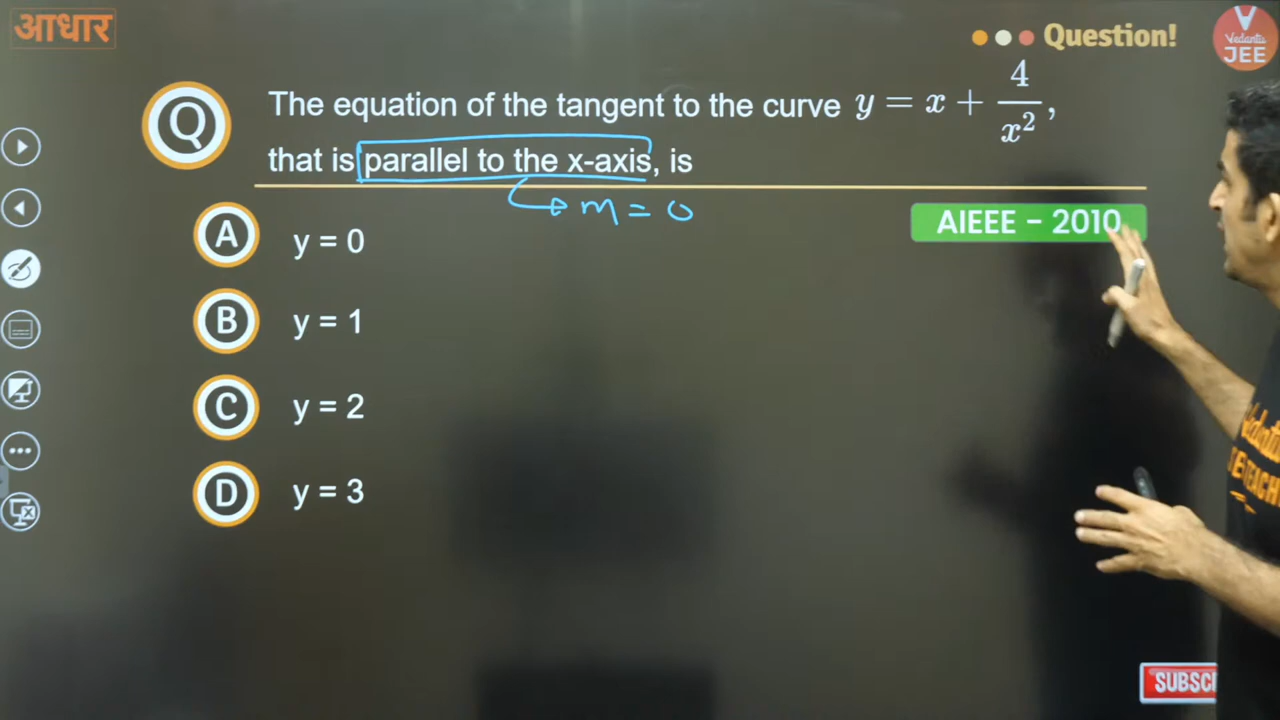 आधार
Question!
Vedantu
JEE
Q The equation of the tangent to the curve y = x + 4/x²,
that is parallel to the x-axis, is
m = 0
AIEEE - 2010
A y = 0
B y = 1
C y = 2
D y = 3
SUBSCI